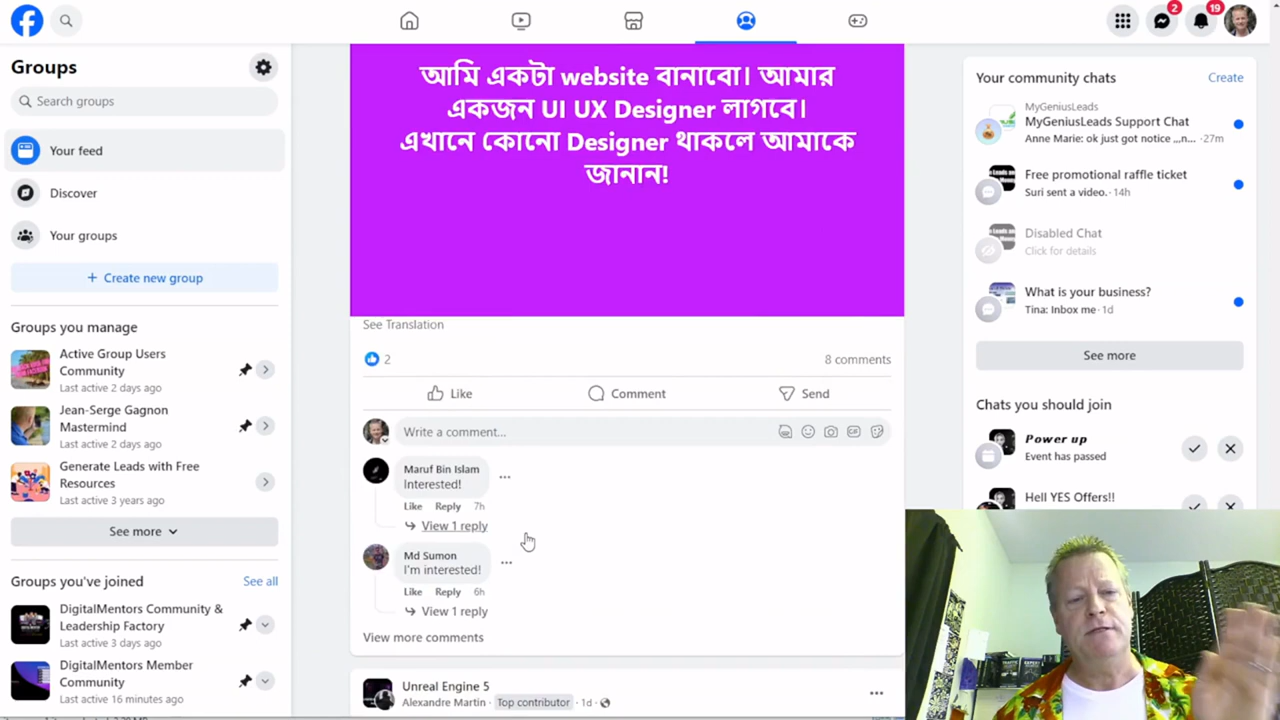 2
19
Groups
Search groups
Your feed
Discover
Your groups
+ Create new group
Groups you manage
Active Group Users
Community
Last active 2 days ago
Jean-Serge Gagnon
Mastermind
Last active 2 days ago
Generate Leads with Free
Resources
Last active 3 years ago
See more
Groups you've joined
See all
DigitalMentors Community &
Leadership Factory
Last active 3 days ago
DigitalMentors Member
Community
Last active 16 minutes ago
আমি একটা website বানাবো। আমার
একজন UI UX Designer লাগবে।
এখানে কোনো Designer থাকলে আমাকে
জানান!
See Translation
2
8 comments
Like
Comment
Send
Write a comment...
GIF
Maruf Bin Islam
Interested!
Like Reply 7h
View 1 reply
Md Sumon
I'm interested!
Like Reply 6h
View 1 reply
View more comments
Unreal Engine 5
Alexandre Martin · Top contributor · 1d ·
Your community chats
Create
MyGeniusLeads
MyGeniusLeads Support Chat
Anne Marie: ok just got notice ,,,n... · 27m
Free promotional raffle ticket
Suri sent a video. · 14h
Disabled Chat
Click for details
What is your business?
Tina: Inbox me · 1d
See more
Chats you should join
Power up
Event has passed
Hell YES Offers!!